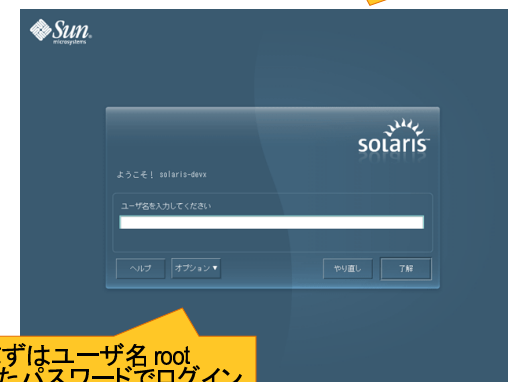 Sun
microsystems
solaris
ようこそ! solaris-devx
ユーザ名を入力してください
ヘルプ
オプション▼
やり直し
了解
ずはユーザ名 root
たパスワードでログイン